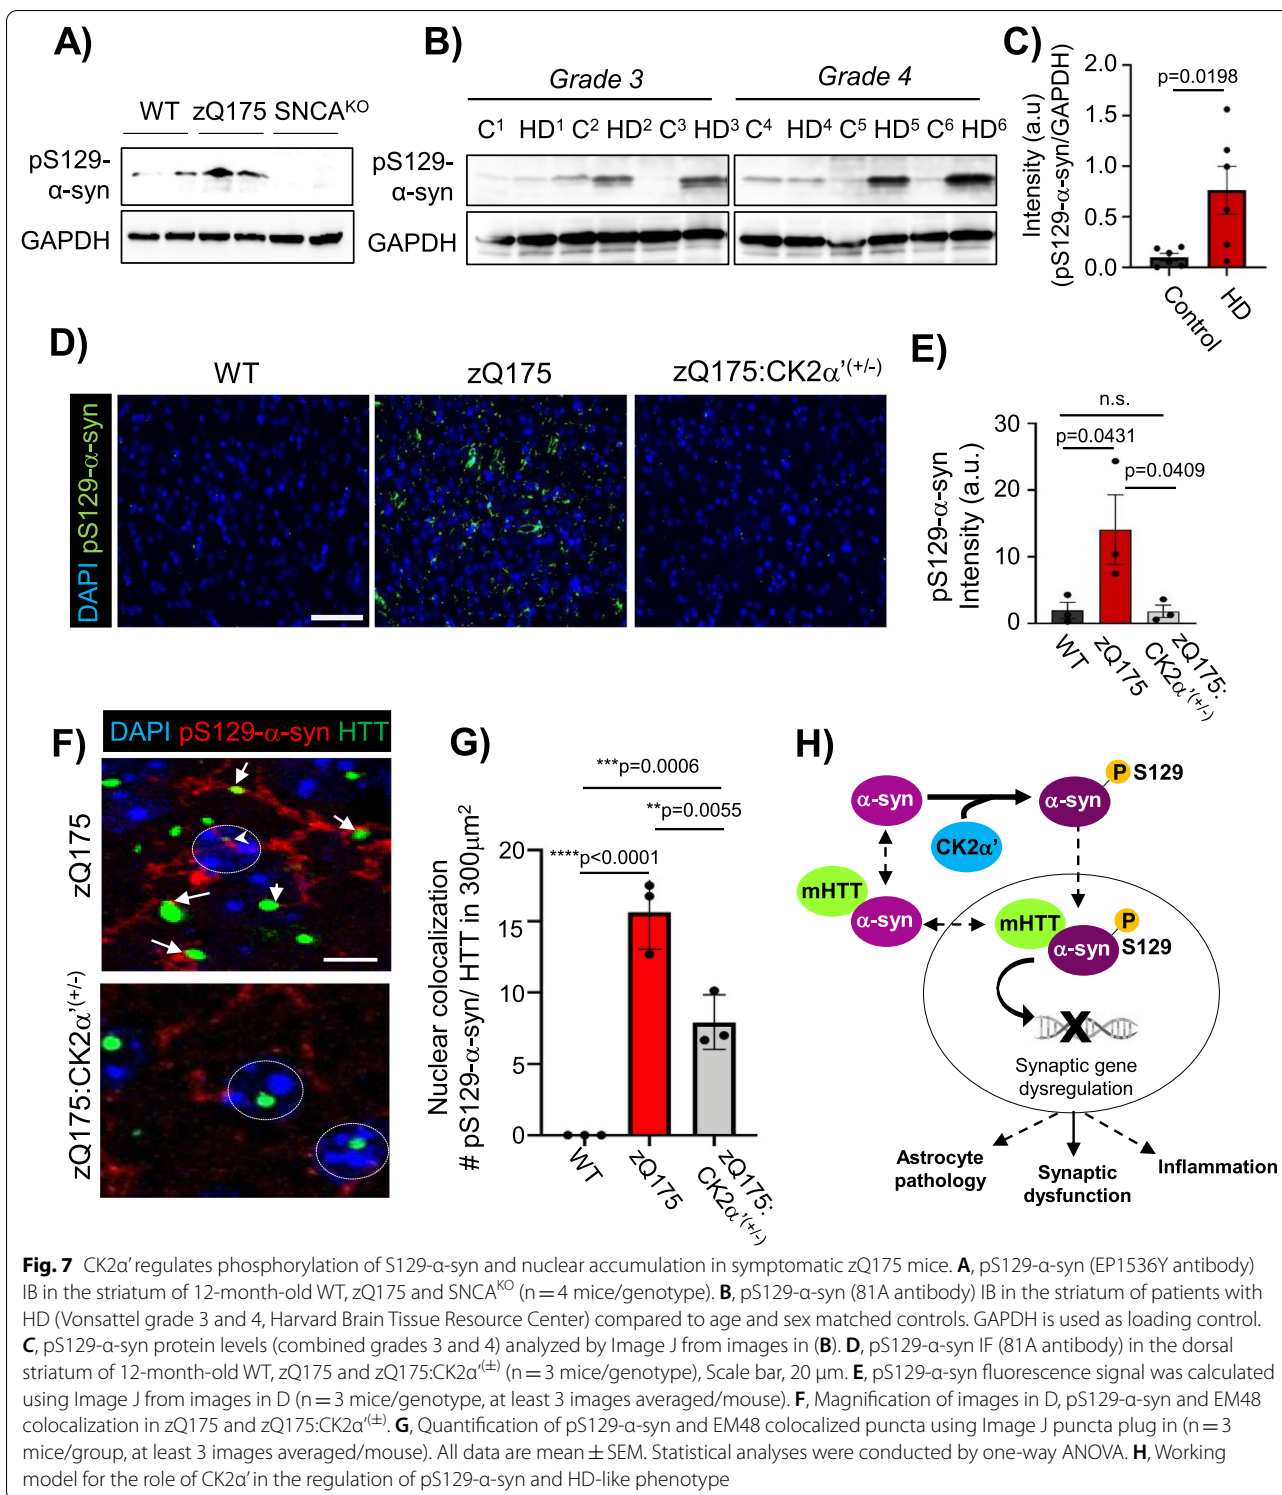 A)
WT zQ175 SNCA^KO
pS129-
α-syn
GAPDH
B)
Grade 3 Grade 4
C¹ HD¹ C² HD² C³ HD³ C⁴ HD⁴ C⁵ HD⁵ C⁶ HD⁶
pS129-
α-syn
GAPDH
C)
Intensity (a.u)
(pS129-α-syn/GAPDH)
2.0
1.5
1.0
0.5
0.0
p=0.0198
Control
HD
D)
WT zQ175 zQ175:CK2α’(+/-)
DAPI pS129-α-syn
E)
pS129-α-syn
Intensity (a.u.)
30
20
10
0
n.s.
p=0.0431
p=0.0409
WT
zQ175
zQ175:
CK2α’(+/-)
F)
DAPI pS129-α-syn HTT
zQ175
zQ175:CK2α’(+/-)
G)
Nuclear colocalization
# pS129-α-syn/ HTT in 300µm²
20
15
10
5
0
***p=0.0006
**p=0.0055
****p<0.0001
WT
zQ175
zQ175:
CK2α’(+/-)
H)
α-syn
CK2α’
α-syn
P
S129
mHTT
α-syn
mHTT
α-syn
P
S129
X
Synaptic gene
dysregulation
Astrocyte
pathology
Synaptic
dysfunction
Inflammation
Fig. 7 CK2α’ regulates phosphorylation of S129-α-syn and nuclear accumulation in symptomatic zQ175 mice. A, pS129-α-syn (EP1536Y antibody)
IB in the striatum of 12-month-old WT, zQ175 and SNCA^KO (n = 4 mice/genotype). B, pS129-α-syn (81A antibody) IB in the striatum of patients with
HD (Vonsattel grade 3 and 4, Harvard Brain Tissue Resource Center) compared to age and sex matched controls. GAPDH is used as loading control.
C, pS129-α-syn protein levels (combined grades 3 and 4) analyzed by Image J from images in (B). D, pS129-α-syn IF (81A antibody) in the dorsal
striatum of 12-month-old WT, zQ175 and zQ175:CK2α’(±) (n = 3 mice/genotype), Scale bar, 20 μm. E, pS129-α-syn fluorescence signal was calculated
using Image J from images in D (n = 3 mice/genotype, at least 3 images averaged/mouse). F, Magnification of images in D, pS129-α-syn and EM48
colocalization in zQ175 and zQ175:CK2α’(±). G, Quantification of pS129-α-syn and EM48 colocalized puncta using Image J puncta plug in (n = 3
mice/group, at least 3 images averaged/mouse). All data are mean ± SEM. Statistical analyses were conducted by one-way ANOVA. H, Working
model for the role of CK2α’ in the regulation of pS129-α-syn and HD-like phenotype